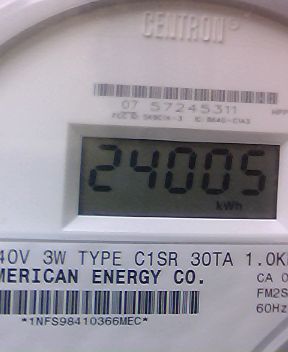 CENTRON®
07 57245311
24005
kWh
40V 3W TYPE C1SR 30TA 1.0K
MERICAN ENERGY CO.
CA 0
FM2S
60Hz
*1NFS98410366MEC*